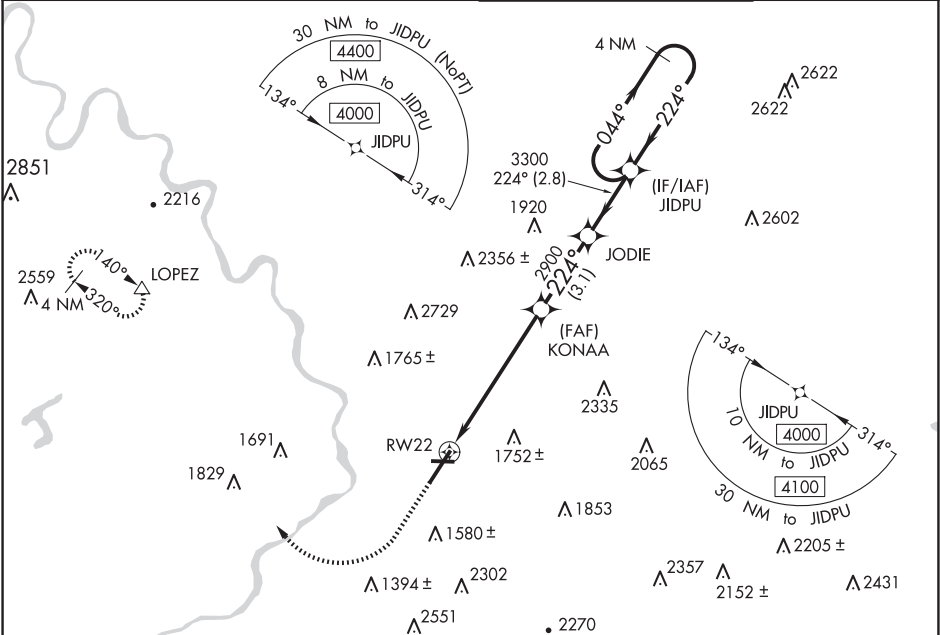 30 NM to JIDPU (NoPT)
4400
8 NM to JIDPU
4000
134°
JIDPU
314°
4 NM
044°
224°
2622
2622
3300
224° (2.8)
(IF/IAF)
JIDPU
2851
2216
1920
2602
JODIE
2356 ±
2900
224°
(3.1)
2559
4 NM
140°
320°
LOPEZ
2729
(FAF)
KONAA
1765 ±
134°
JIDPU
4000
10 NM to JIDPU
314°
4100
30 NM to JIDPU
2335
RW22
1752 ±
2065
1691
1829
1853
1580 ±
2205 ±
1394 ±
2302
2357
2152 ±
2431
2551
2270